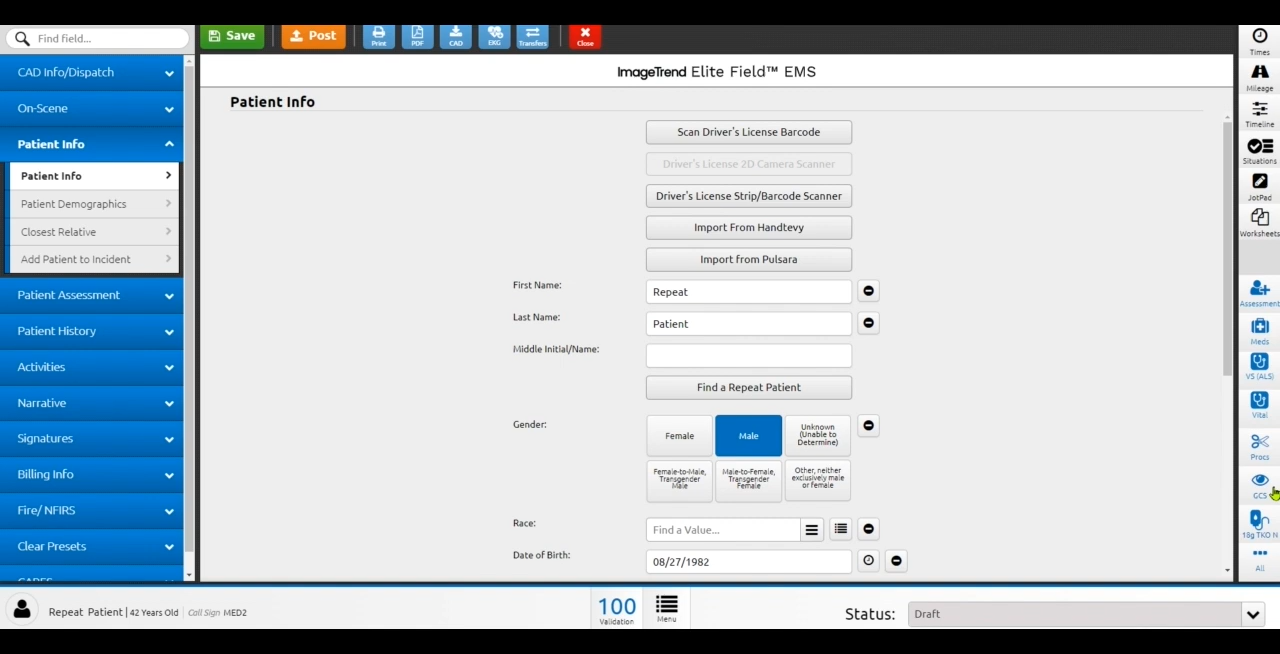 Find field...
Save
Post
Print
PDF
CAD
EKG
Transfers
Close
Times
CAD Info/Dispatch
On-Scene
Patient Info
Patient Info
Patient Demographics
Closest Relative
Add Patient to Incident
Patient Assessment
Patient History
Activities
Narrative
Signatures
Billing Info
Fire/ NFIRS
Clear Presets
CARES
ImageTrend Elite Field™ EMS
Patient Info
Scan Driver's License Barcode
Driver's License 2D Camera Scanner
Driver's License Strip/Barcode Scanner
Import From Handtevy
Import from Pulsara
First Name:
Repeat
Last Name:
Patient
Middle Initial/Name:
Find a Repeat Patient
Gender:
Female
Male
Unknown
(Unable to
Determine)
Female-to-Male,
Transgender
Male
Male-to-Female,
Transgender
Female
Other, neither
exclusively male
or female
Race:
Find a Value...
Date of Birth:
08/27/1982
Mileage
Timeline
Situations
JotPad
Worksheets
Assessment
Meds
VS (ALS)
Vital
Procs
GCS
18g TKO N
All
Repeat Patient | 42 Years Old | Call Sign MED2
100
Validation
Menu
Status:
Draft